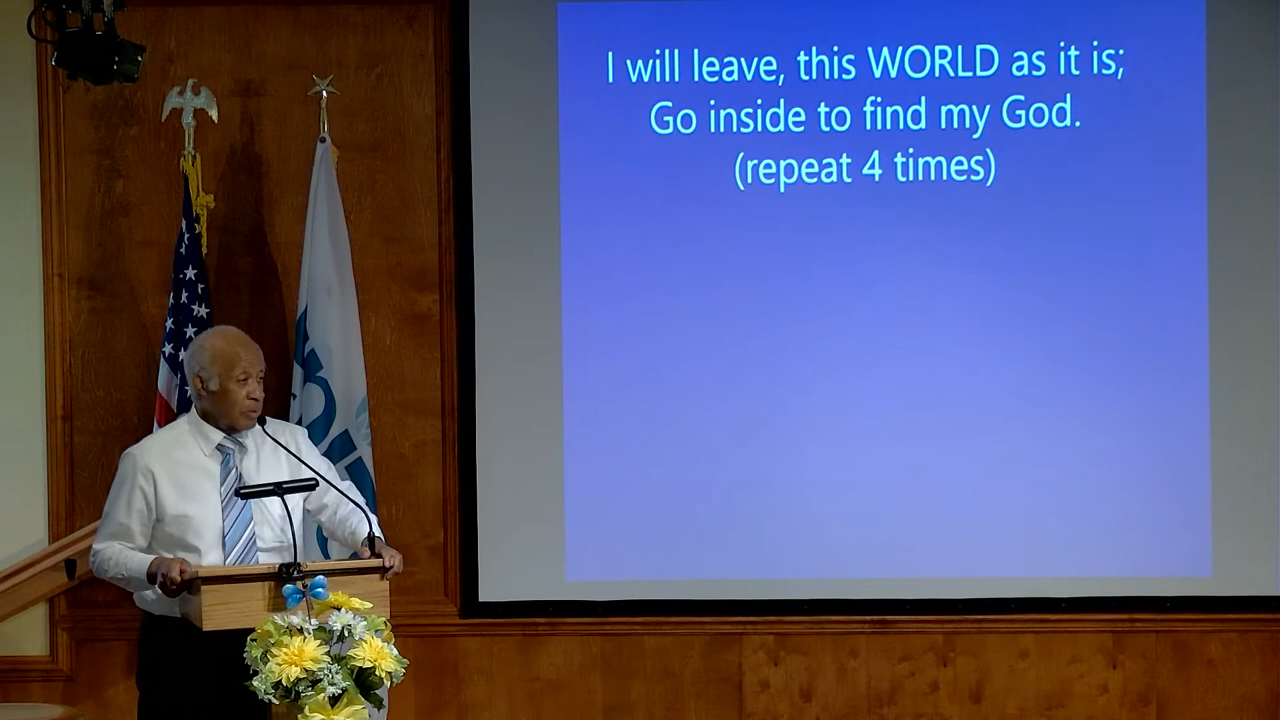 I will leave, this WORLD as it is;
Go inside to find my God.
(repeat 4 times)